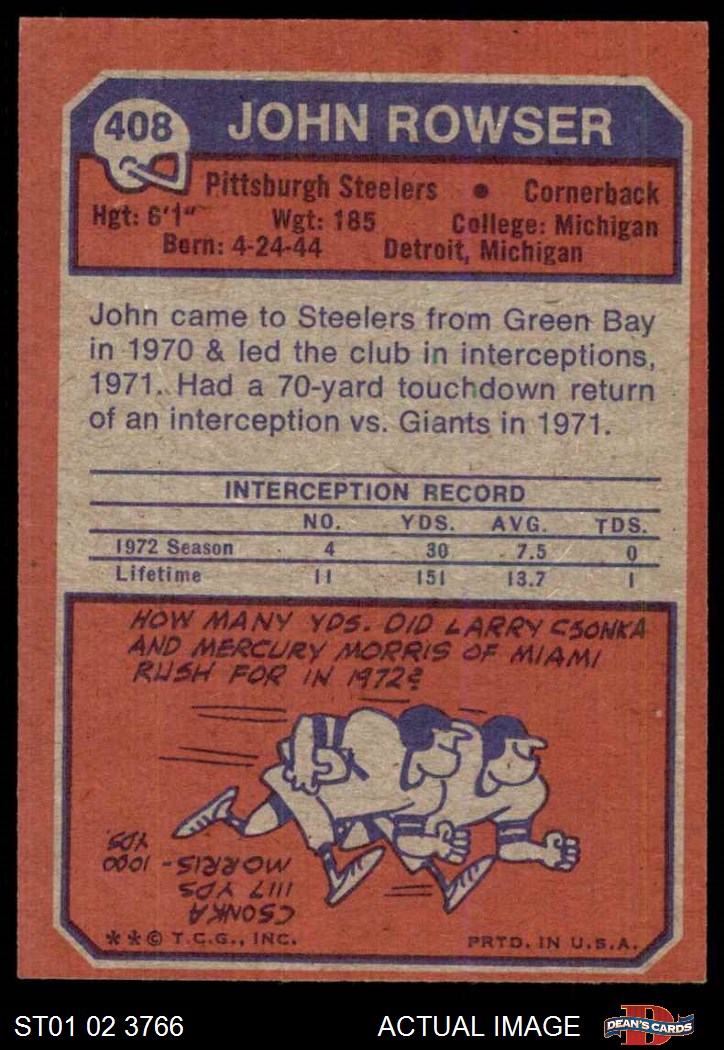 408
JOHN ROWSER
Pittsburgh Steelers • Cornerback
Hgt: 6'1" Wgt: 185 College: Michigan
Born: 4-24-44 Detroit, Michigan
John came to Steelers from Green Bay
in 1970 & led the club in interceptions,
1971. Had a 70-yard touchdown return
of an interception vs. Giants in 1971.
INTERCEPTION RECORD
NO. YDS. AVG. TDS.
1972 Season 4 30 7.5 0
Lifetime 11 151 13.7 1
HOW MANY YDS. DID LARRY CSONKA
AND MERCURY MORRIS OF MIAMI
RUSH FOR IN 1972?
CSONKA
1117 YDS
MORRIS -
1000
YDS.
**© T.C.G., INC. PRTD. IN U.S.A.
ST01 02 3766 ACTUAL IMAGE D DEAN'S CARDS